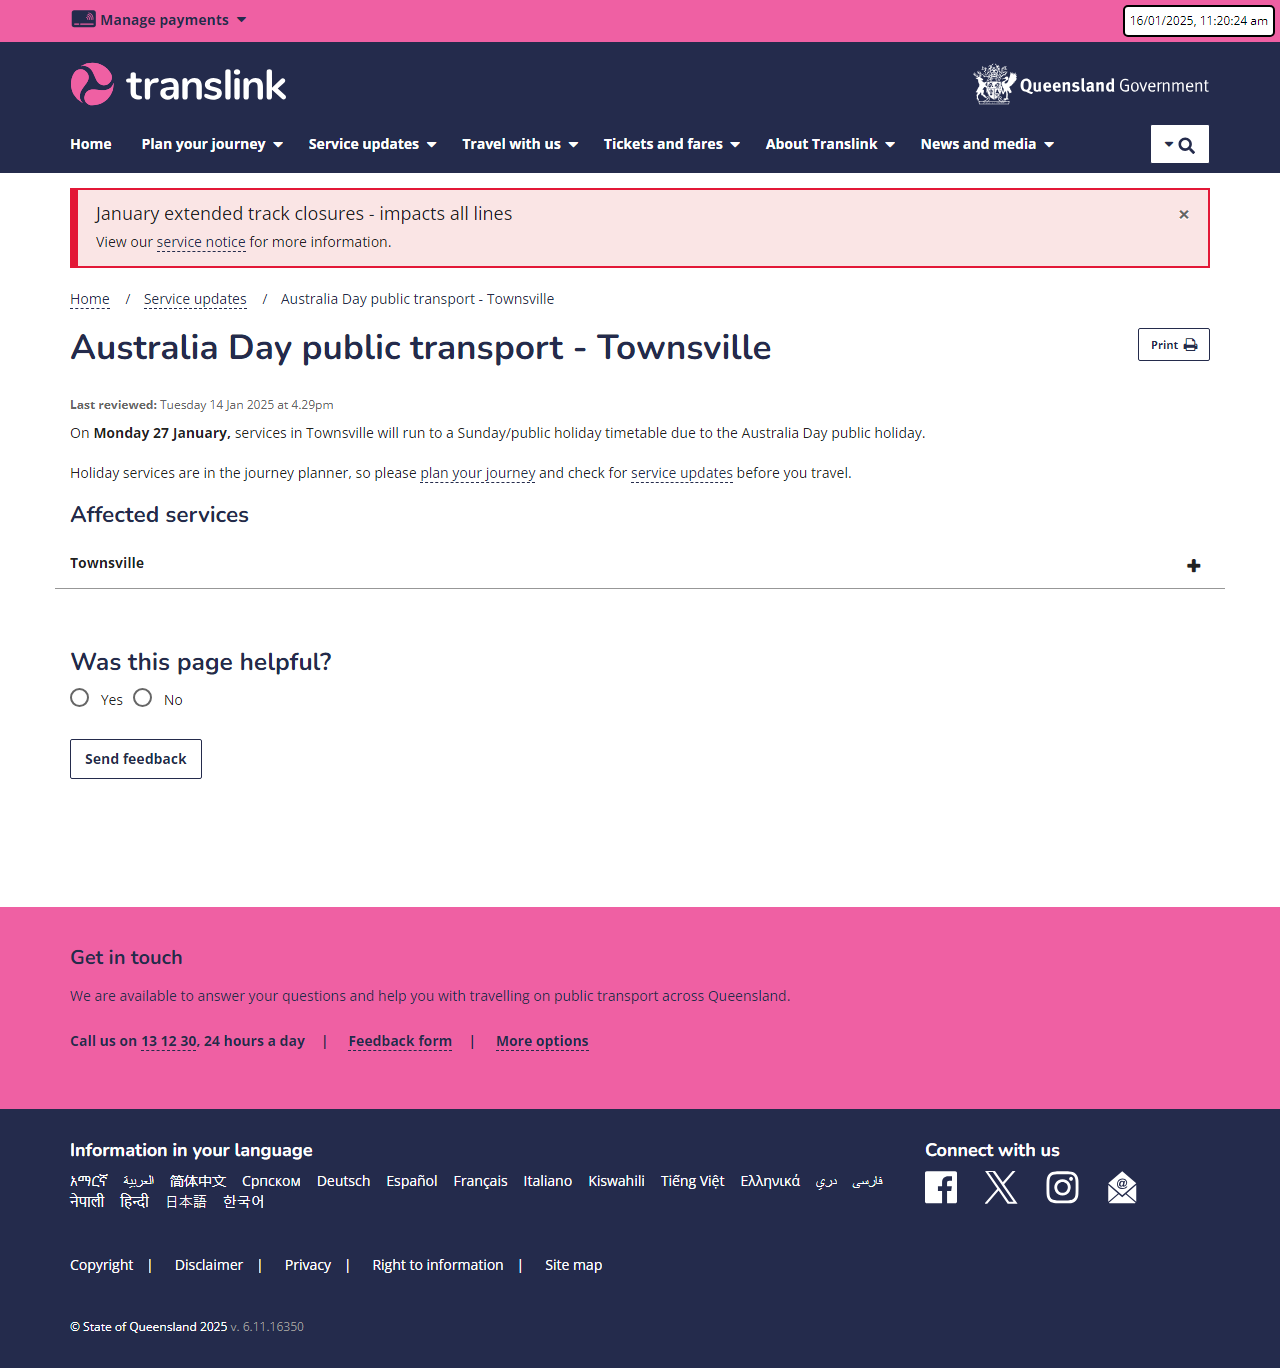 Manage payments
16/01/2025, 11:20:24 am
translink
Queensland Government
Home Plan your journey Service updates Travel with us Tickets and fares About Translink News and media
January extended track closures - impacts all lines
×
View our service notice for more information.
Home / Service updates / Australia Day public transport - Townsville
Australia Day public transport - Townsville
Print
Last reviewed: Tuesday 14 Jan 2025 at 4.29pm
On Monday 27 January, services in Townsville will run to a Sunday/public holiday timetable due to the Australia Day public holiday.
Holiday services are in the journey planner, so please plan your journey and check for service updates before you travel.
Affected services
Townsville
Was this page helpful?
Yes No
Send feedback
Get in touch
We are available to answer your questions and help you with travelling on public transport across Queensland.
Call us on 13 12 30, 24 hours a day | Feedback form | More options
Information in your language
Connect with us
አማርኛ العربية 简体中文 Српском Deutsch Español Français Italiano Kiswahili Tiếng Việt Ελληνικά دري فارسی
नेपाली हिन्दी 日本語 한국어
Copyright | Disclaimer | Privacy | Right to information | Site map
© State of Queensland 2025 v. 6.11.16350